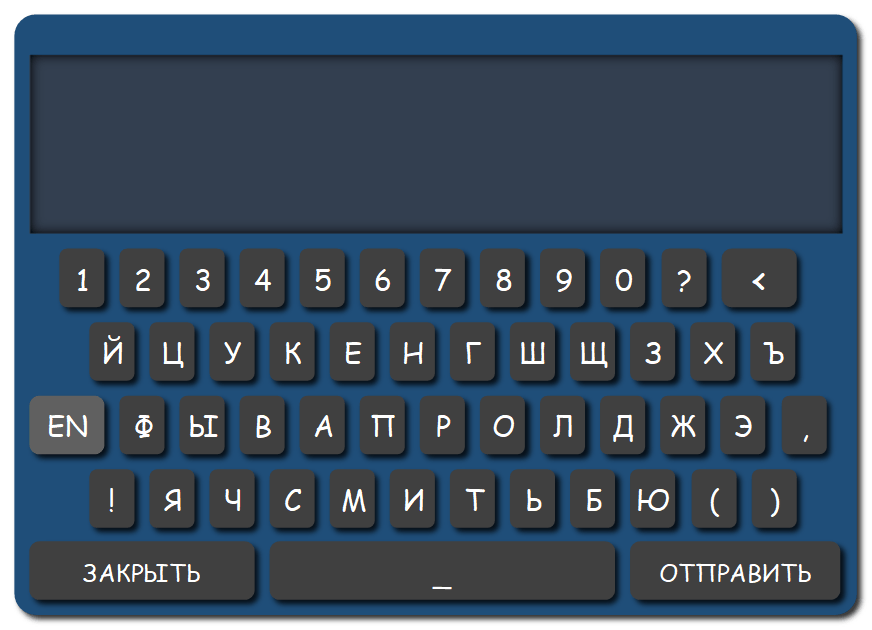 1 2 3 4 5 6 7 8 9 0 ? <
Й Ц У К Е Н Г Ш Щ З Х Ъ
EN Ф Ы В А П Р О Л Д Ж Э ,
! Я Ч С М И Т Ь Б Ю ( )
ЗАКРЫТЬ _ ОТПРАВИТЬ